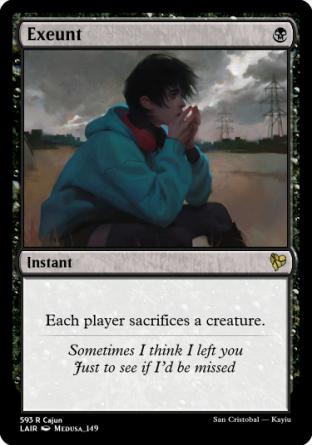 Exeunt
Instant
Each player sacrifices a creature.
Sometimes I think I left you
Just to see if I'd be missed
593 R Cajun
San Cristobal — Kayiu
LAIR MEDUSA_149